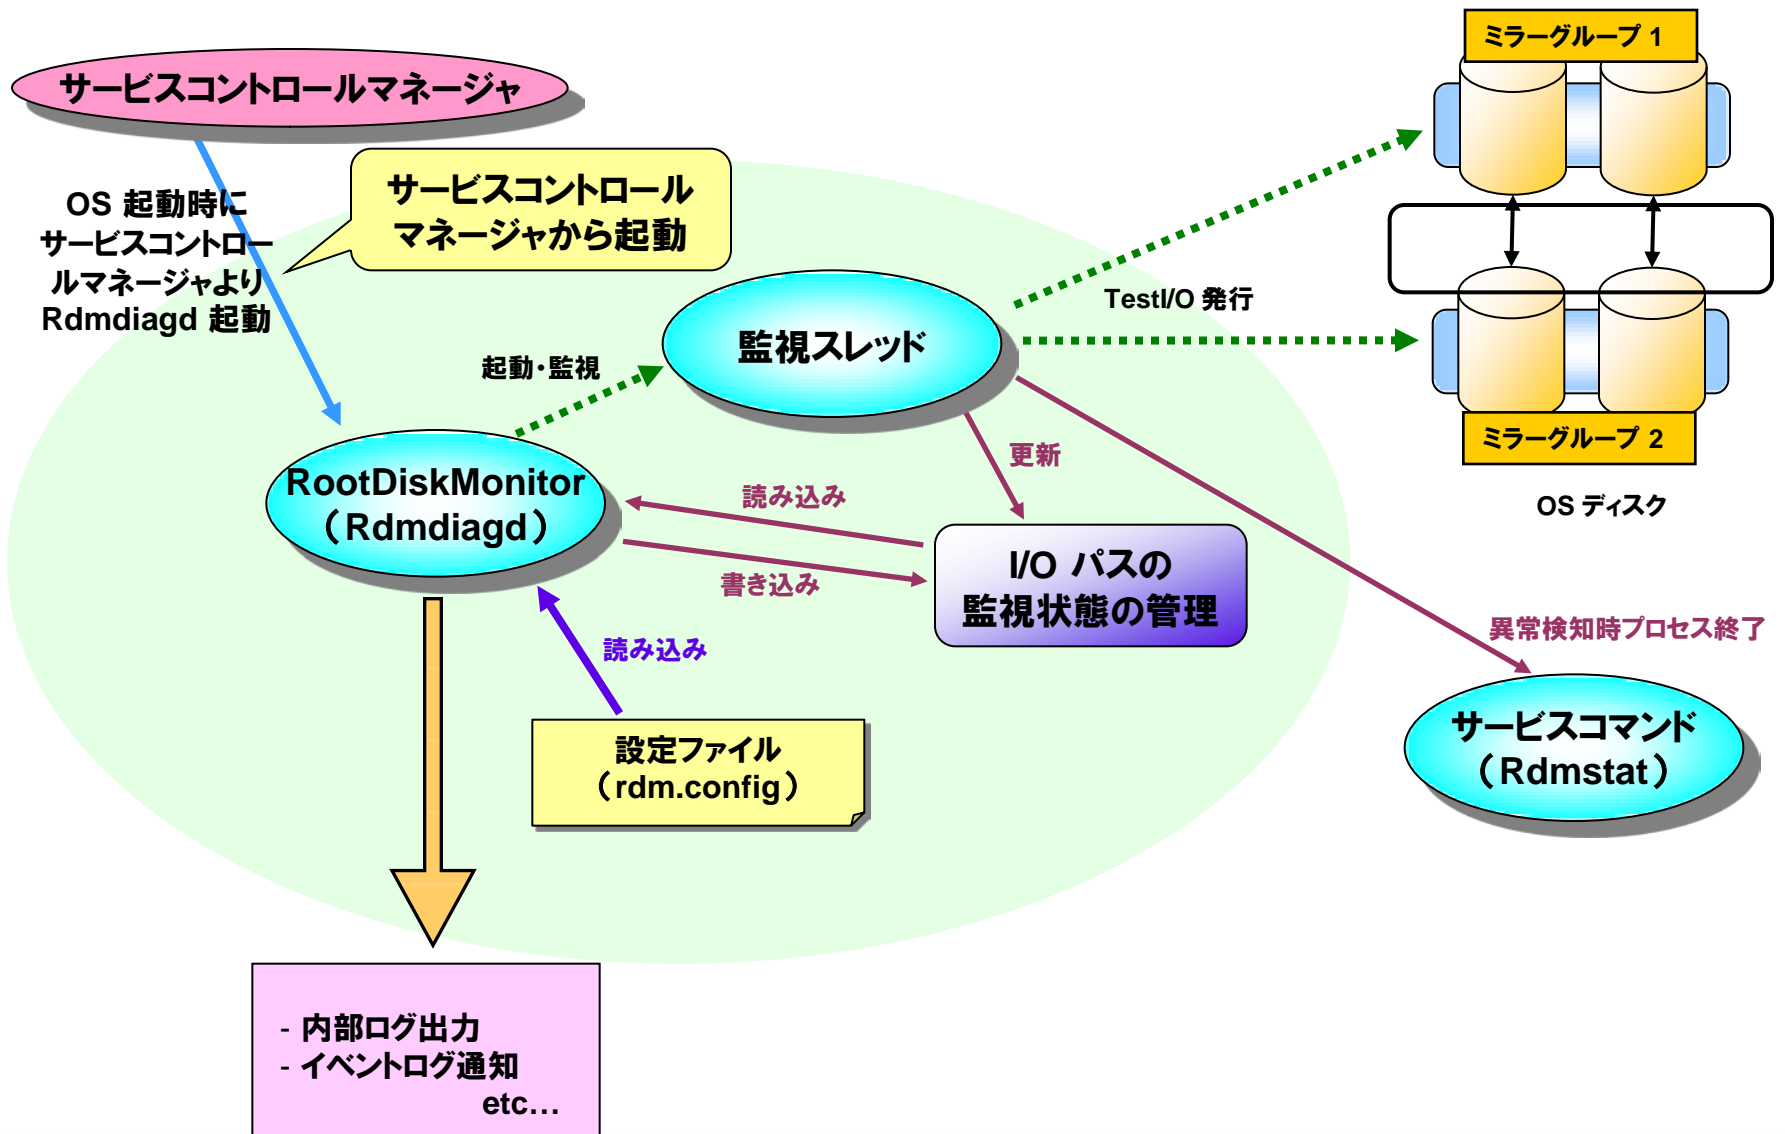 ミラーグループ 1
サービスコントロールマネージャ
OS 起動時に
サービスコントロー
ルマネージャより
Rdmdiagd 起動
サービスコントロール
マネージャから起動
TestI/O 発行
監視スレッド
起動・監視
ミラーグループ 2
OS ディスク
更新
RootDiskMonitor
（Rdmdiagd）
読み込み
書き込み
I/O パスの
監視状態の管理
異常検知時プロセス終了
読み込み
サービスコマンド
（Rdmstat）
設定ファイル
（rdm.config）
- 内部ログ出力
- イベントログ通知
etc…